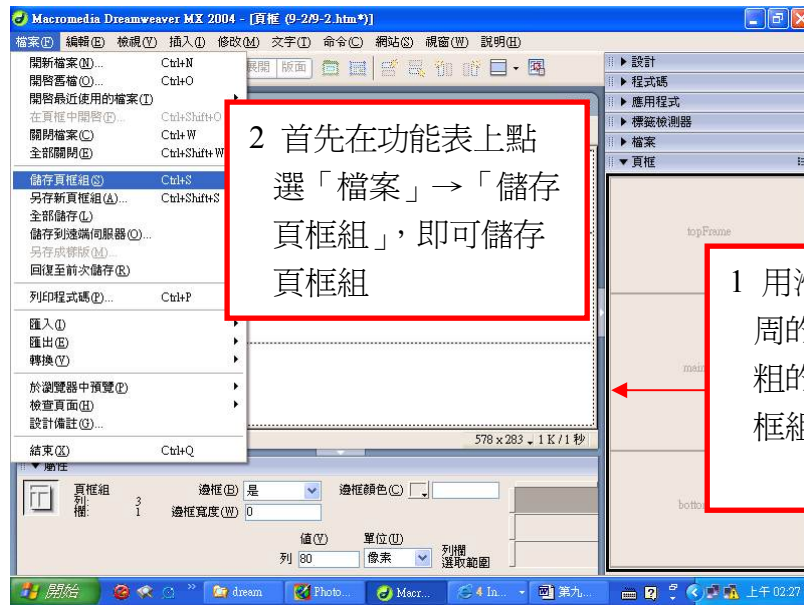 Macromedia Dreamweaver MX 2004 - [頁框 (9-2/9-2.htm*)]
檔案(F) 編輯(E) 檢視(V) 插入(I) 修改(M) 文字(T) 命令(C) 網站(S) 視窗(W) 說明(H)
開新檔案(N)... Ctrl+N
開啟舊檔(O)... Ctrl+O
開啟最近使用的檔案(T)
在頁框中開啟(F)... Ctrl+Shift+O
關閉檔案(C) Ctrl+W
全部關閉(E) Ctrl+Shift+W
儲存頁框組(S) Ctrl+S
另存新頁框組(A)... Ctrl+Shift+S
全部儲存(L)
儲存到遠端伺服器(O)...
另存成樣版(M)...
回復至前次儲存(R)
列印程式碼(P)... Ctrl+P
匯入(I)
匯出(E)
轉換(Y)
於瀏覽器中預覽(P)
檢查頁面(H)
設計備註(G)...
結束(X) Ctrl+Q
展開 版面
2 首先在功能表上點
選「檔案」→「儲存
頁框組」，即可儲存
頁框組
設計
程式碼
應用程式
標籤檢測器
檔案
頁框
topFrame
1 用
周的
粗的
框組
578 x 283 1 K / 1 秒
屬性
頁框組
列: 3
欄: 1
邊框(B) 是
邊框顏色(C)
邊框寬度(W) 0
值(V) 單位(U)
列 80 像素
列欄
選取範圍
開始 dream Photo... Macr... 4 In... 第九... 上午 02:27